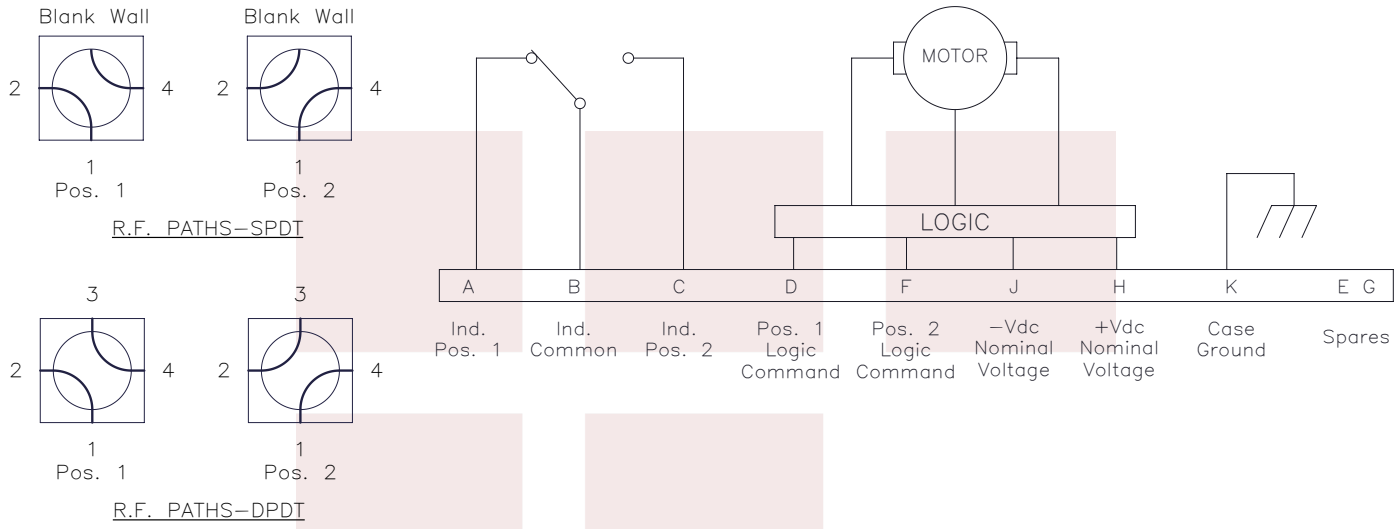 Blank Wall
Blank Wall
2
4
2
4
1
1
Pos. 1
Pos. 2
R.F. PATHS-SPDT
3
3
2
4
2
4
1
1
Pos. 1
Pos. 2
R.F. PATHS-DPDT
MOTOR
LOGIC
A B C D F J H K E G
Ind.
Pos. 1
Ind.
Common
Ind.
Pos. 2
Pos. 1
Logic
Command
Pos. 2
Logic
Command
-Vdc
Nominal
Voltage
+Vdc
Nominal
Voltage
Case
Ground
Spares